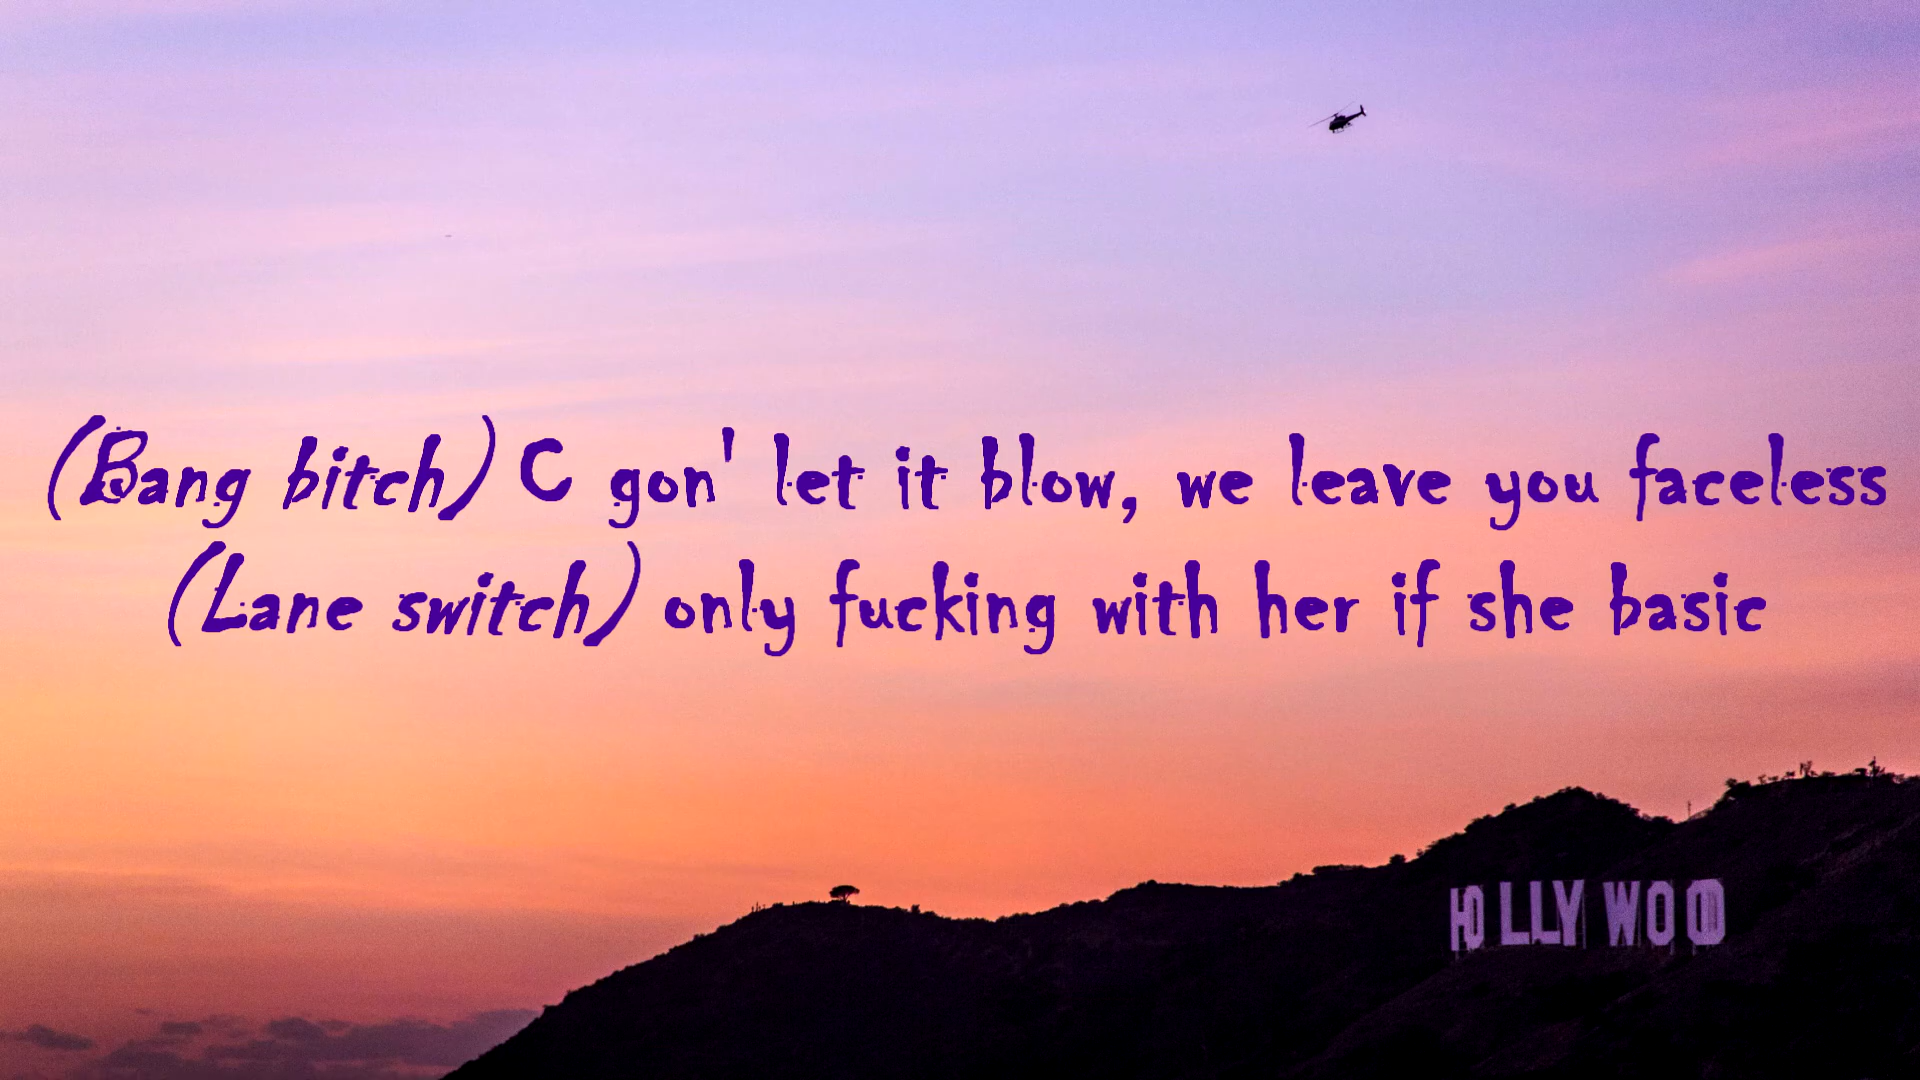 (Bang bitch) C gon' let it blow, we leave you faceless
(Lane switch) only fucking with her if she basic
HOLLYWOOD